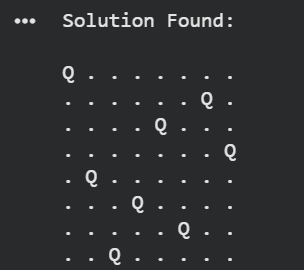 ••• Solution Found:
Q . . . . . . .
. . . . . . Q .
. . . . Q . . .
. . . . . . . Q
. Q . . . . . .
. . . Q . . . .
. . . . . Q . .
. . Q . . . . .